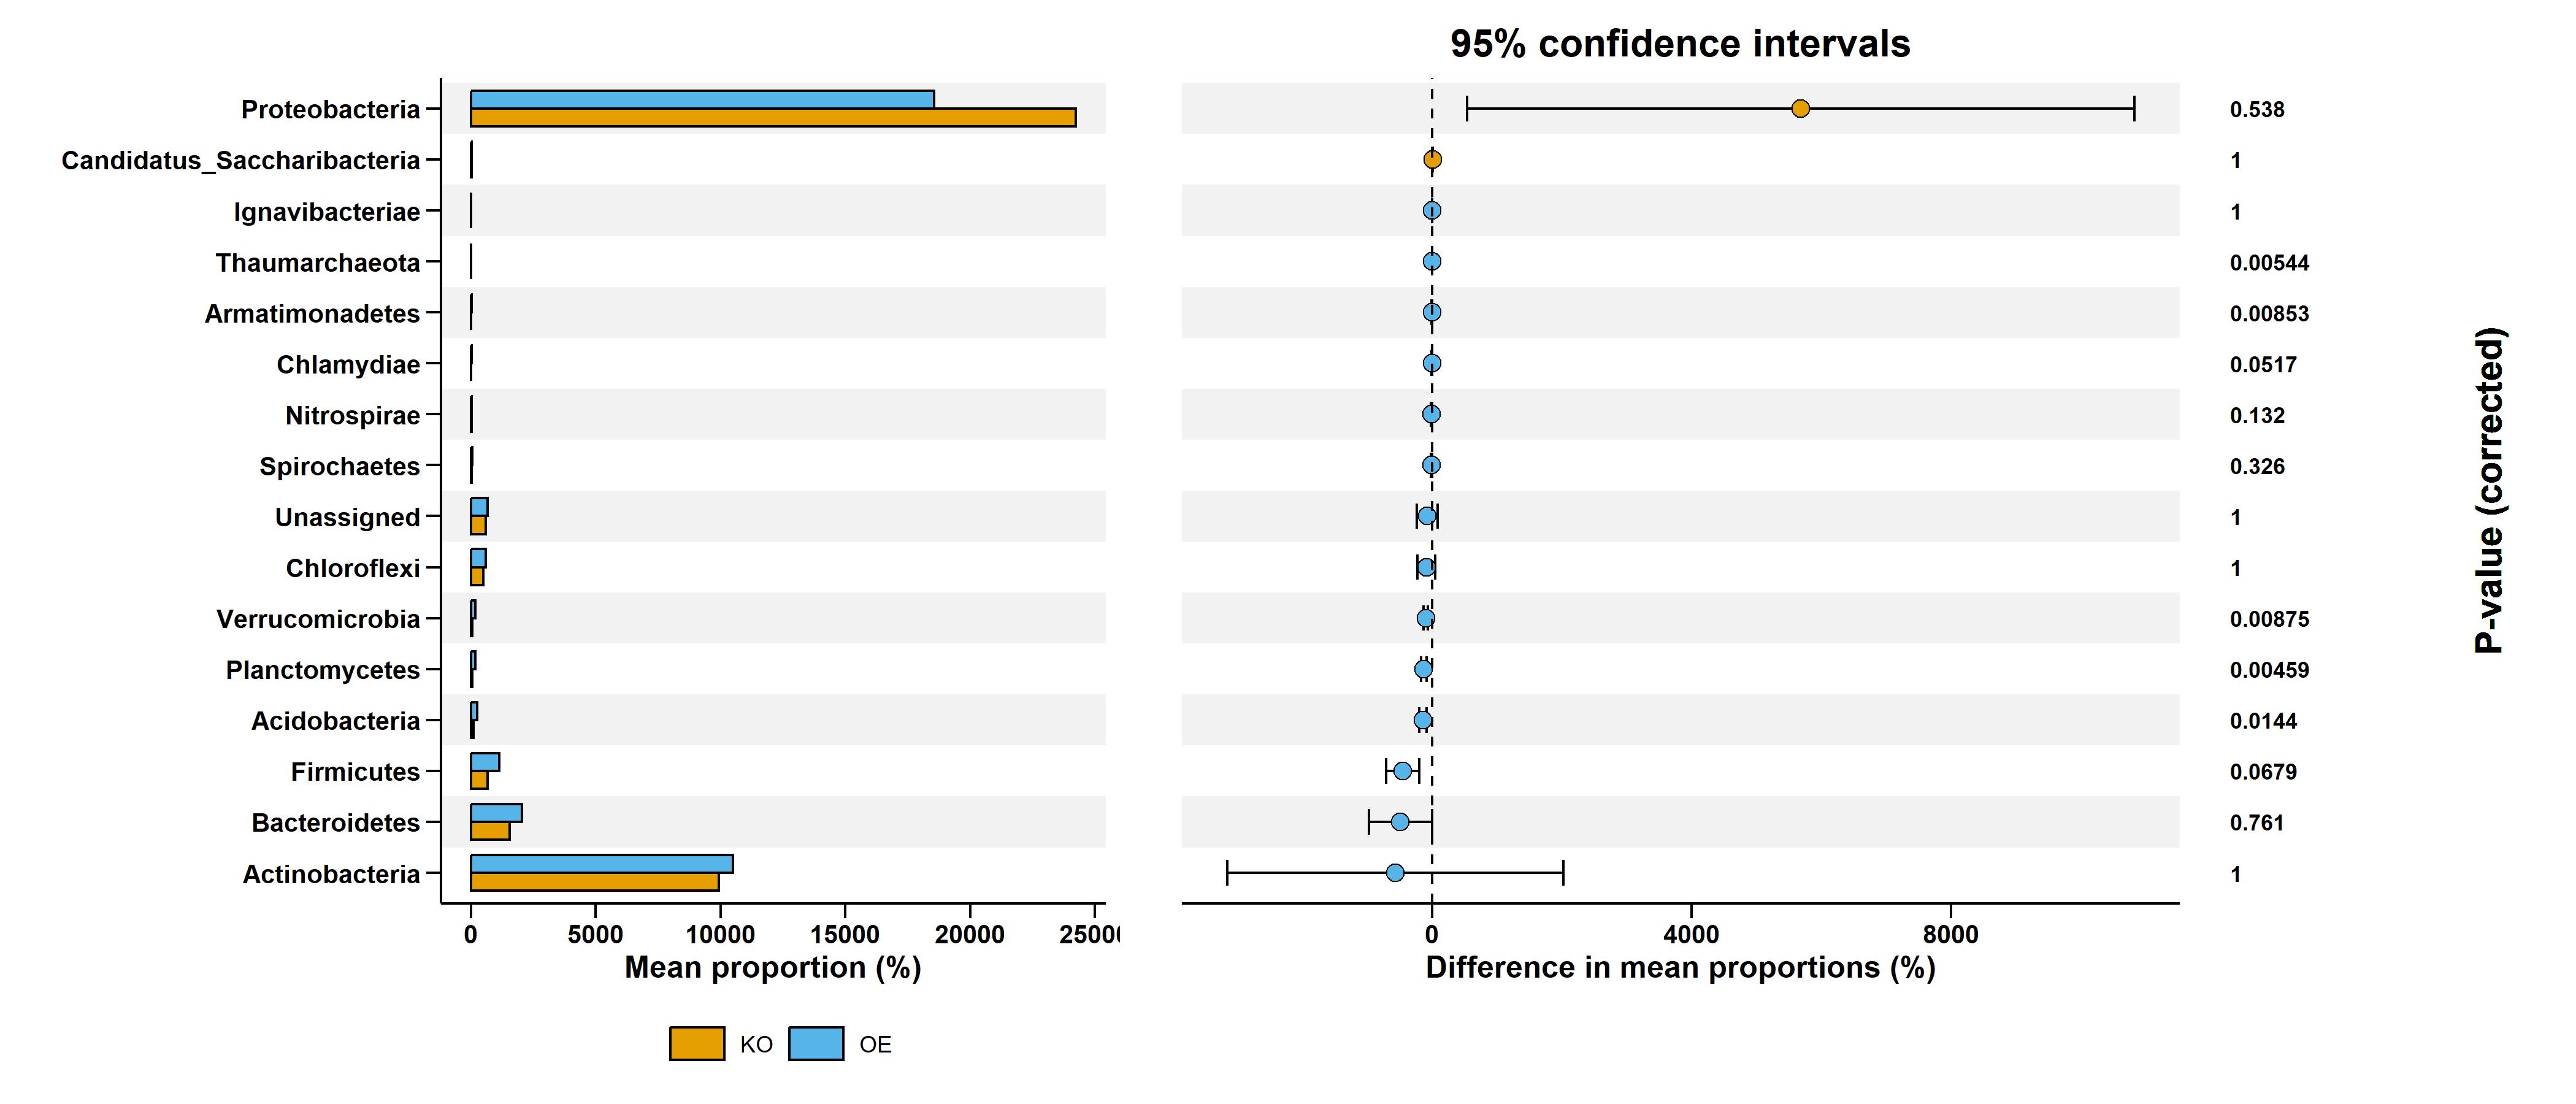 95% confidence intervals
Proteobacteria 0.538
Candidatus_Saccharibacteria 1
Ignavibacteriae 1
Thaumarchaeota 0.00544
Armatimonadetes 0.00853
Chlamydiae 0.0517
Nitrospirae 0.132
Spirochaetes 0.326
Unassigned 1
Chloroflexi 1
Verrucomicrobia 0.00875
Planctomycetes 0.00459
Acidobacteria 0.0144
Firmicutes 0.0679
Bacteroidetes 0.761
Actinobacteria 1
P-value (corrected)
0 5000 10000 15000 20000 2500 0 4000 8000
Mean proportion (%) Difference in mean proportions (%)
KO OE